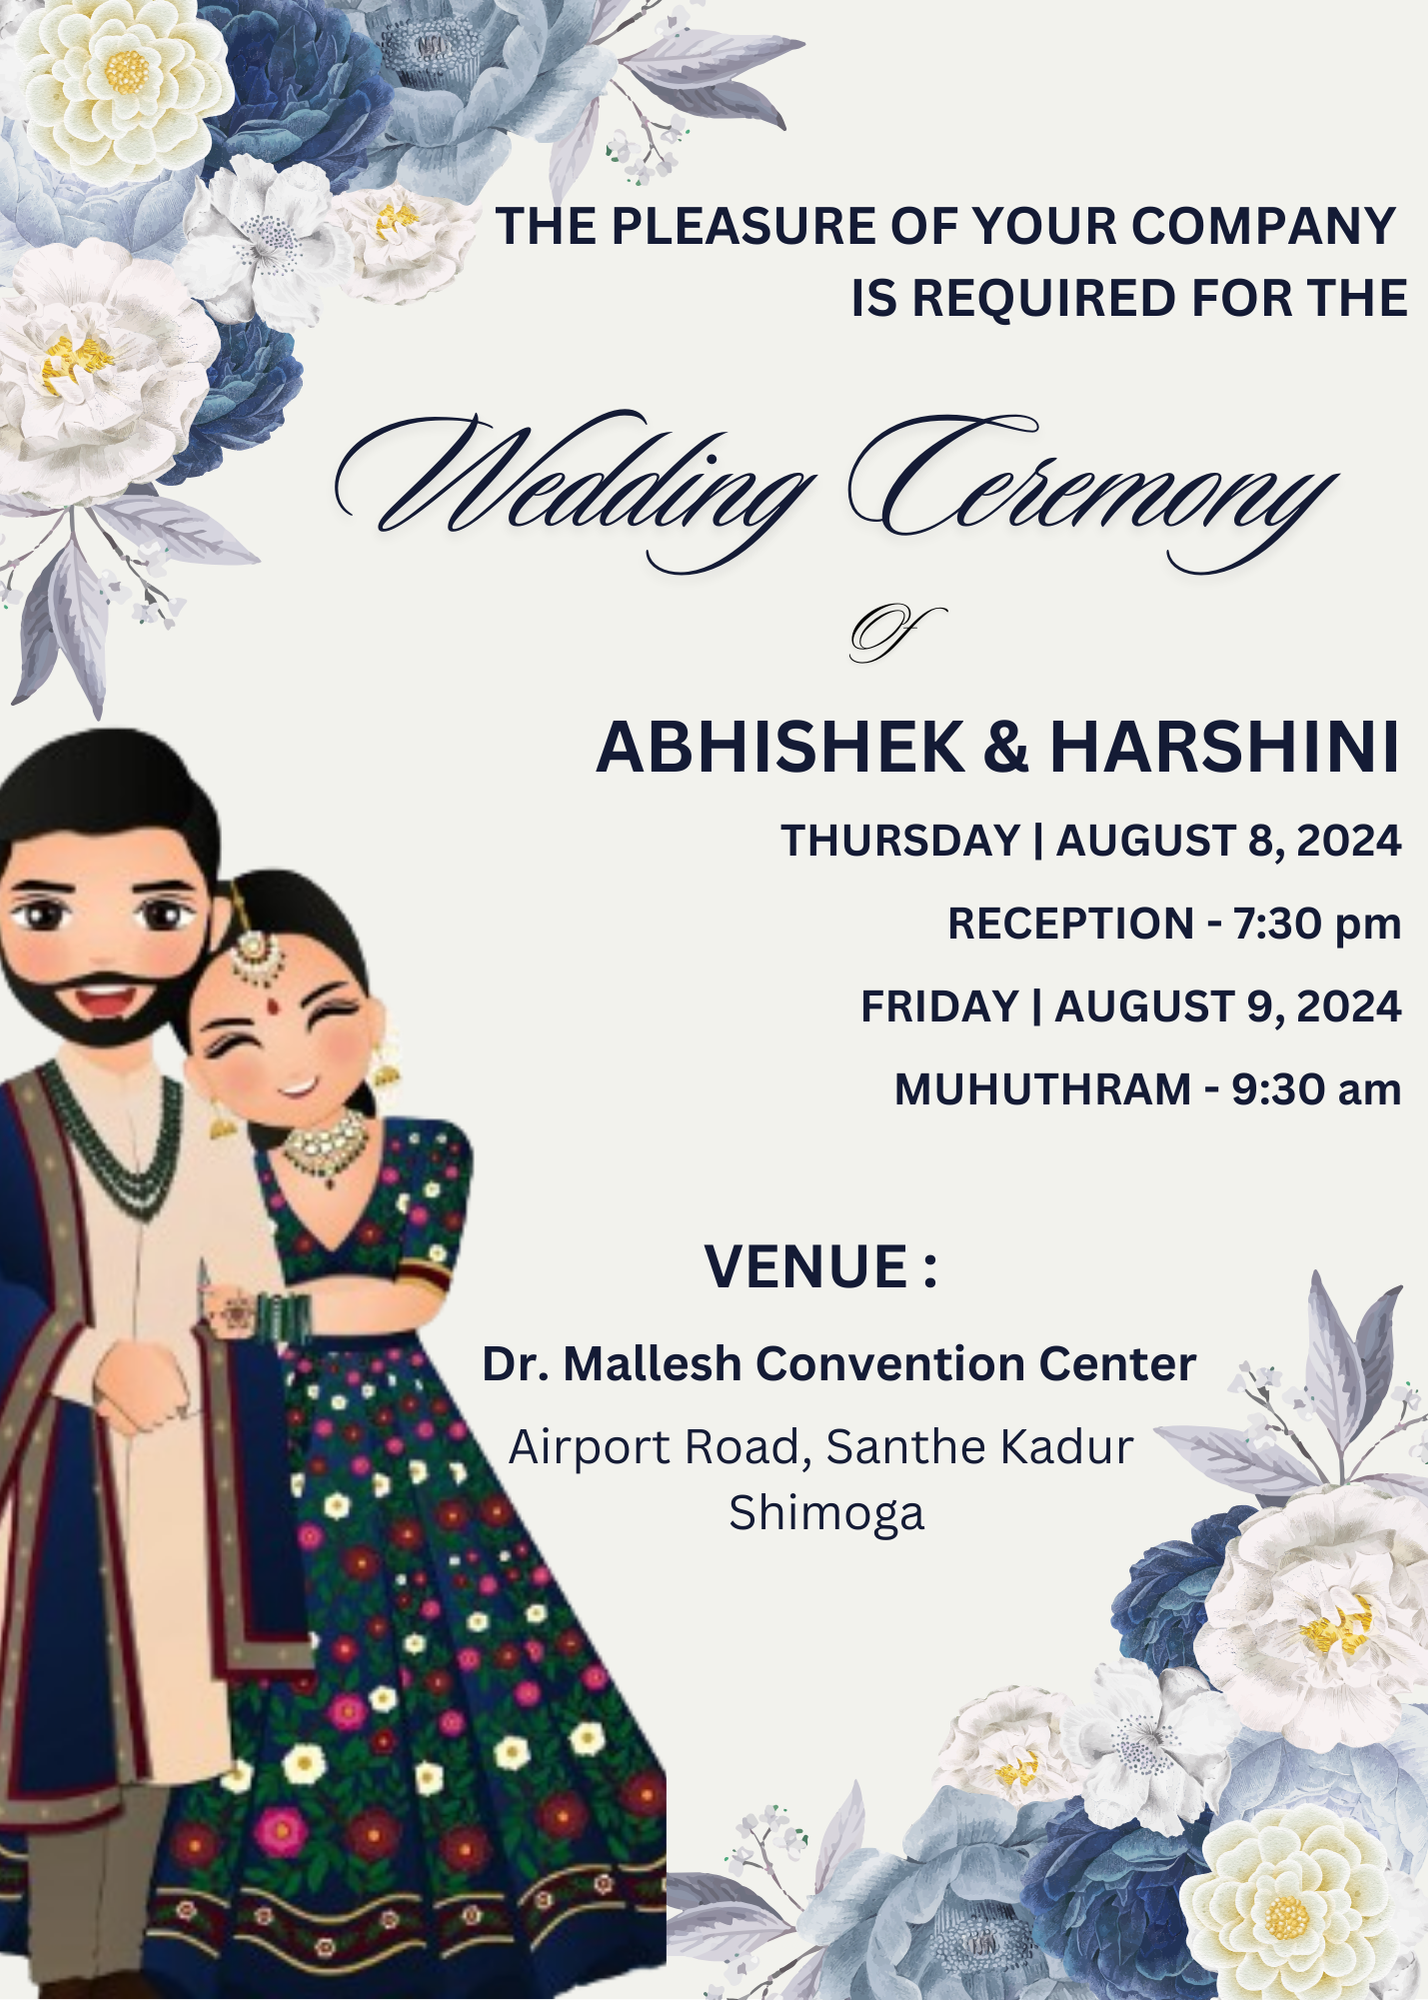 THE PLEASURE OF YOUR COMPANY
IS REQUIRED FOR THE
Wedding Ceremony
Of
ABHISHEK & HARSHINI
THURSDAY | AUGUST 8, 2024
RECEPTION - 7:30 pm
FRIDAY | AUGUST 9, 2024
MUHUTHRAM - 9:30 am
VENUE :
Dr. Mallesh Convention Center
Airport Road, Santhe Kadur
Shimoga